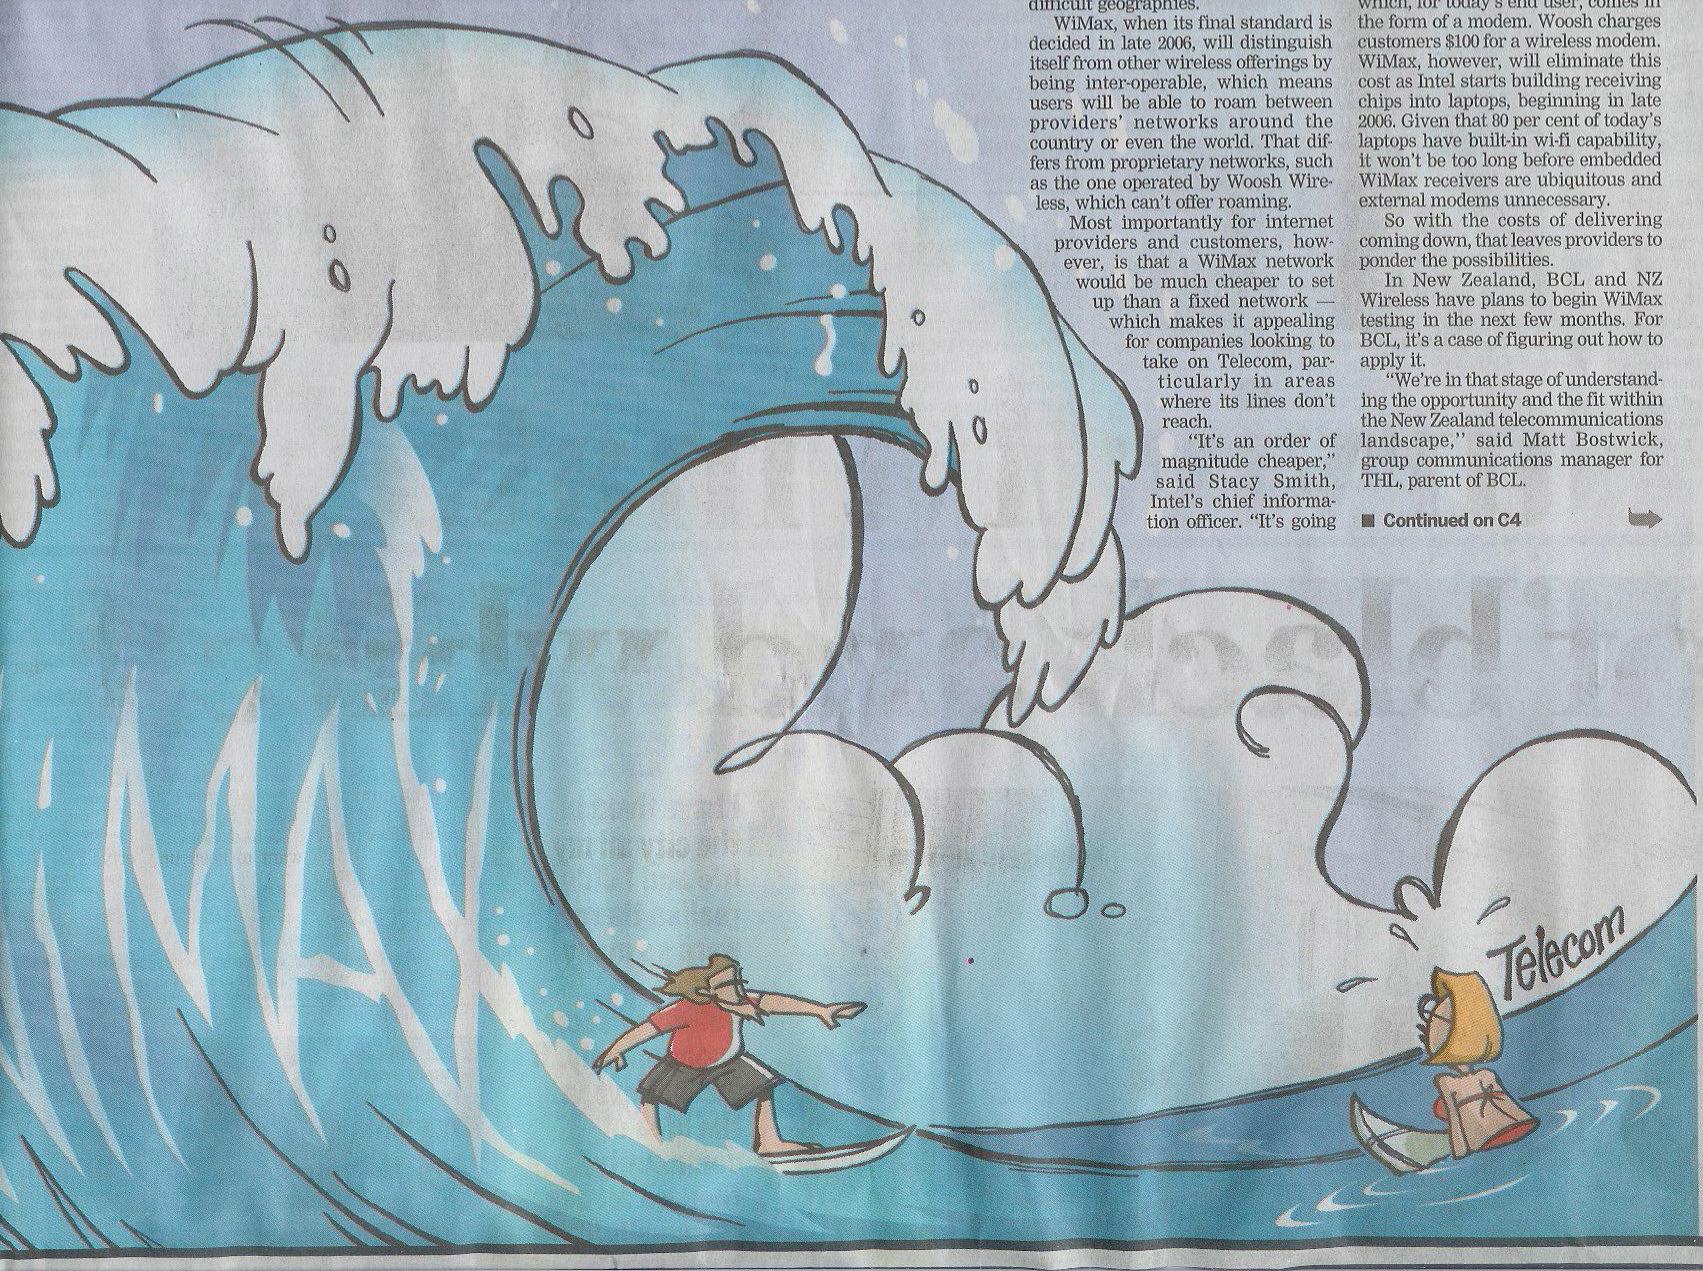 difficult geographies.
WiMax, when its final standard is
decided in late 2006, will distinguish
itself from other wireless offerings by
being inter-operable, which means
users will be able to roam between
providers' networks around the
country or even the world. That dif-
fers from proprietary networks, such
as the one operated by Woosh Wire-
less, which can't offer roaming.
Most importantly for internet
providers and customers, how-
ever, is that a WiMax network
would be much cheaper to set
up than a fixed network —
which makes it appealing
for companies looking to
take on Telecom, par-
ticularly in areas
where its lines don't
reach.
"It's an order of
magnitude cheaper,"
said Stacy Smith,
Intel's chief informa-
tion officer. "It's going
which, for today's end user, comes in
the form of a modem. Woosh charges
customers $100 for a wireless modem.
WiMax, however, will eliminate this
cost as Intel starts building receiving
chips into laptops, beginning in late
2006. Given that 80 per cent of today's
laptops have built-in wi-fi capability,
it won't be too long before embedded
WiMax receivers are ubiquitous and
external modems unnecessary.
So with the costs of delivering
coming down, that leaves providers to
ponder the possibilities.
In New Zealand, BCL and NZ
Wireless have plans to begin WiMax
testing in the next few months. For
BCL, it's a case of figuring out how to
apply it.
"We're in that stage of understand-
ing the opportunity and the fit within
the New Zealand telecommunications
landscape," said Matt Bostwick,
group communications manager for
THL, parent of BCL.
■ Continued on C4
iMAX
Telecom